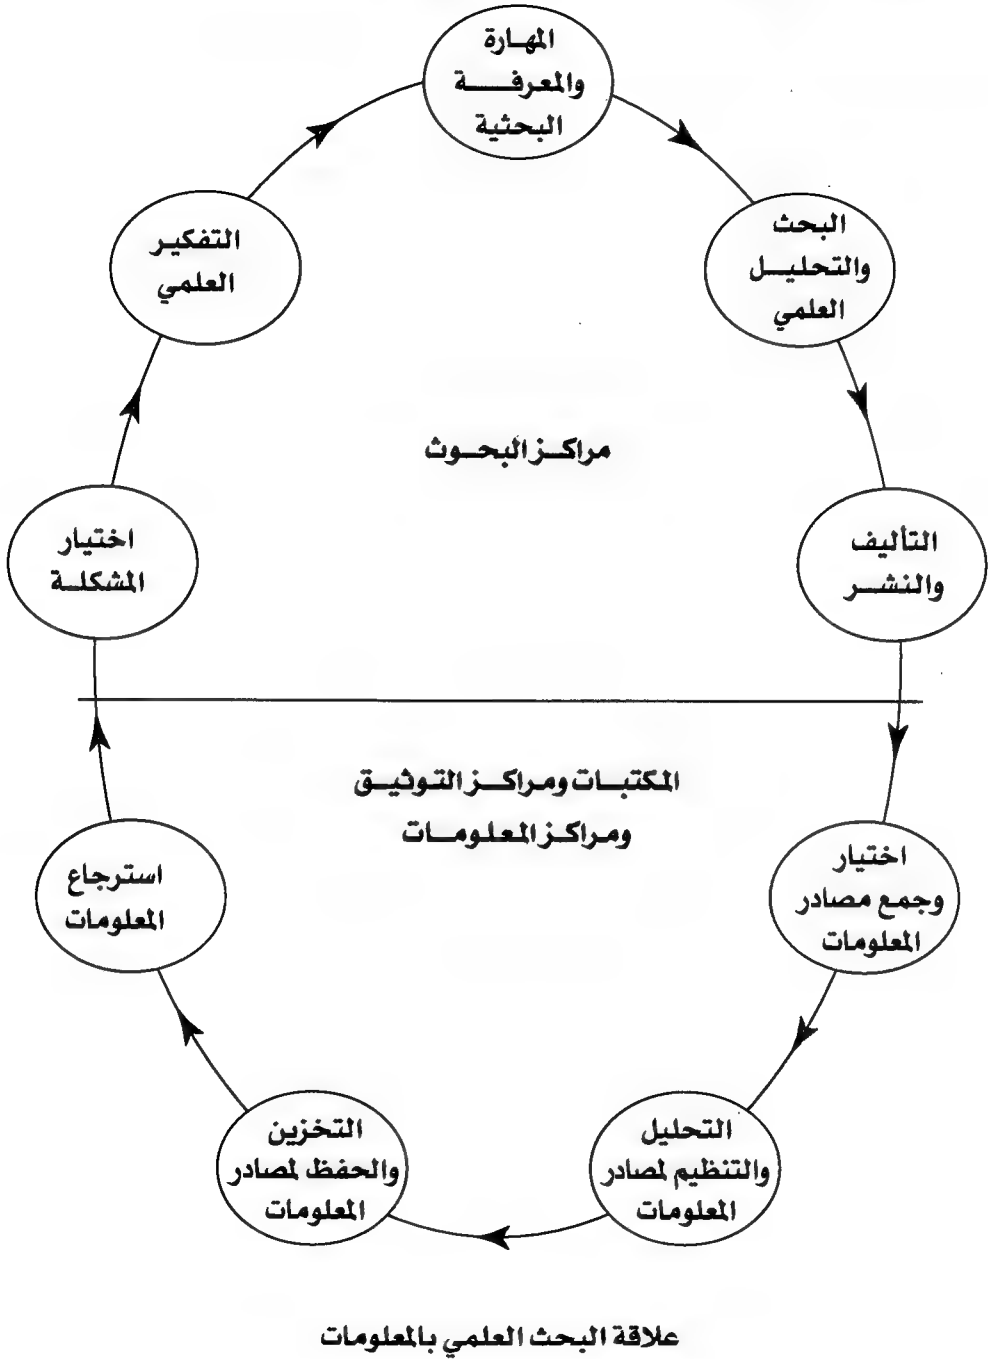 المهارة
والمعرفة
البحثية
البحث
والتحليل
العلمي
التفكير
العلمي
مراكز البحوث
اختيار
المشكلة
التأليف
والنشر
المكتبات ومراكز التوثيق
ومراكز المعلومات
اختيار
وجمع مصادر
المعلومات
استرجاع
المعلومات
التحليل
والتنظيم لمصادر
المعلومات
التخزين
والحفظ لمصادر
المعلومات
علاقة البحث العلمي بالمعلومات